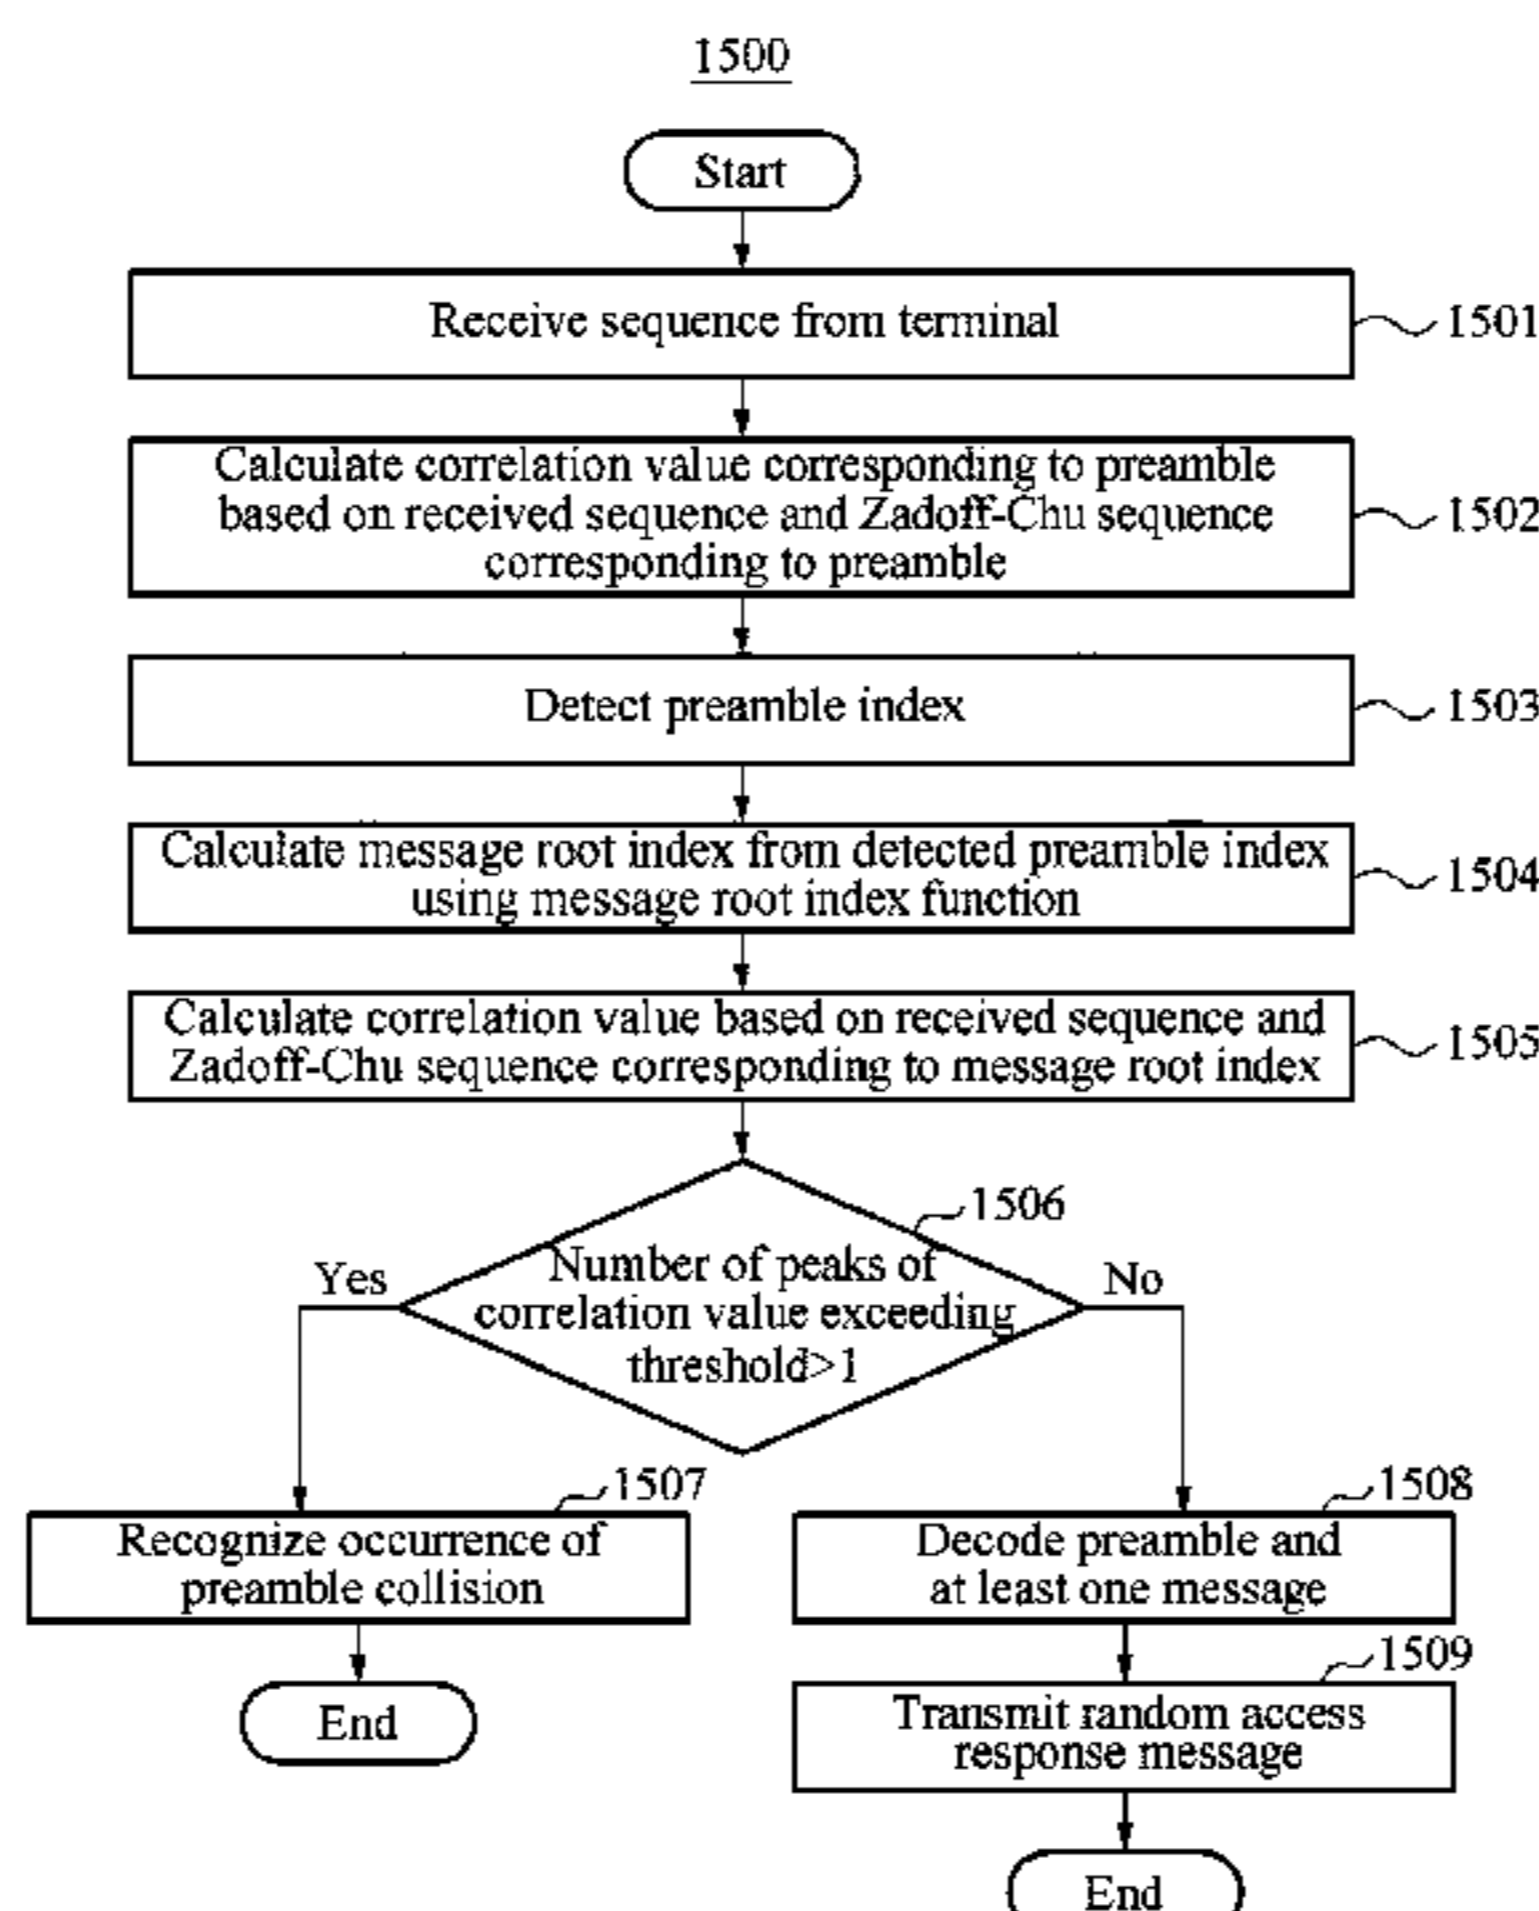 1500
Start
Receive sequence from terminal
1501
Calculate correlation value corresponding to preamble
based on received sequence and Zadoff-Chu sequence
corresponding to preamble
1502
Detect preamble index
1503
Calculate message root index from detected preamble index
using message root index function
1504
Calculate correlation value based on received sequence and
Zadoff-Chu sequence corresponding to message root index
1505
1506
Number of peaks of
correlation value exceeding
threshold>1
Yes
No
1507
Recognize occurrence of
preamble collision
End
1508
Decode preamble and
at least one message
1509
Transmit random access
response message
End